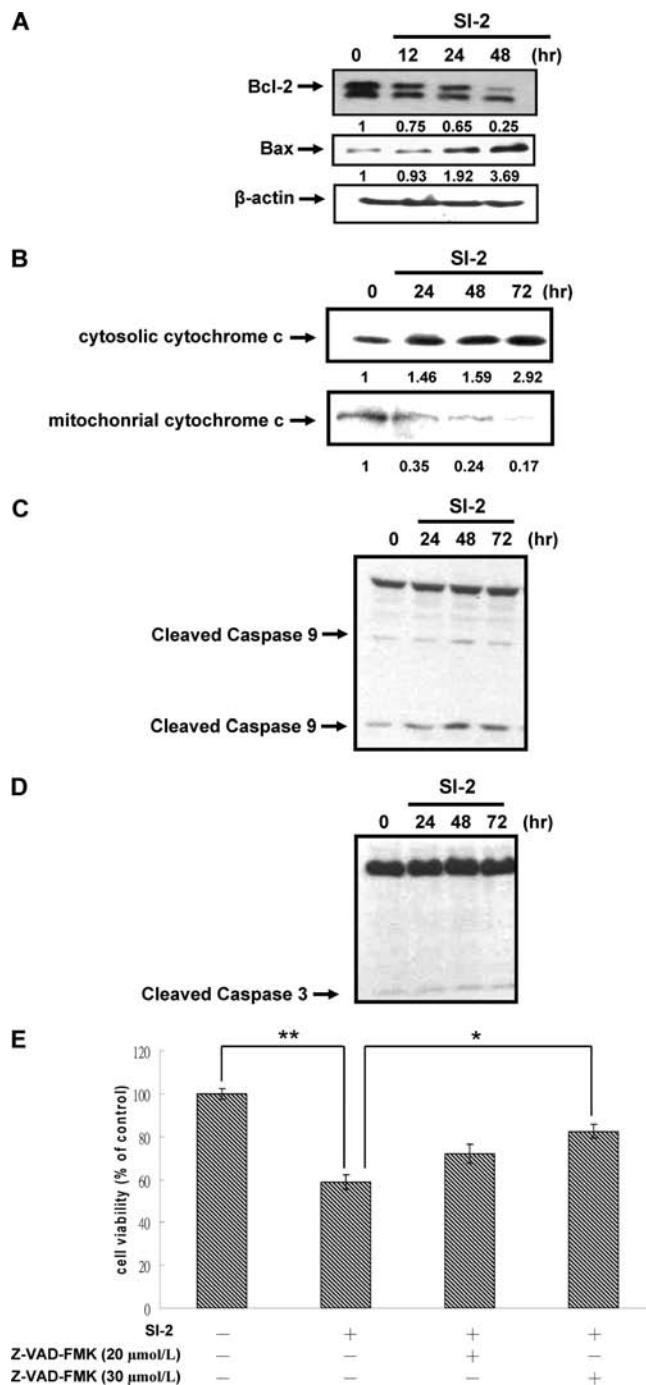 A
SI-2
0 12 24 48 (hr)
Bcl-2
1 0.75 0.65 0.25
Bax
1 0.93 1.92 3.69
β-actin
B
SI-2
0 24 48 72 (hr)
cytosolic cytochrome c
1 1.46 1.59 2.92
mitochonrial cytochrome c
1 0.35 0.24 0.17
C
SI-2
0 24 48 72 (hr)
Cleaved Caspase 9
Cleaved Caspase 9
D
SI-2
0 24 48 72 (hr)
Cleaved Caspase 3
E
** *
cell viability (% of control)
120
100
80
60
40
20
0
SI-2 — + + +
Z-VAD-FMK (20 µmol/L) — — + —
Z-VAD-FMK (30 µmol/L) — — — +